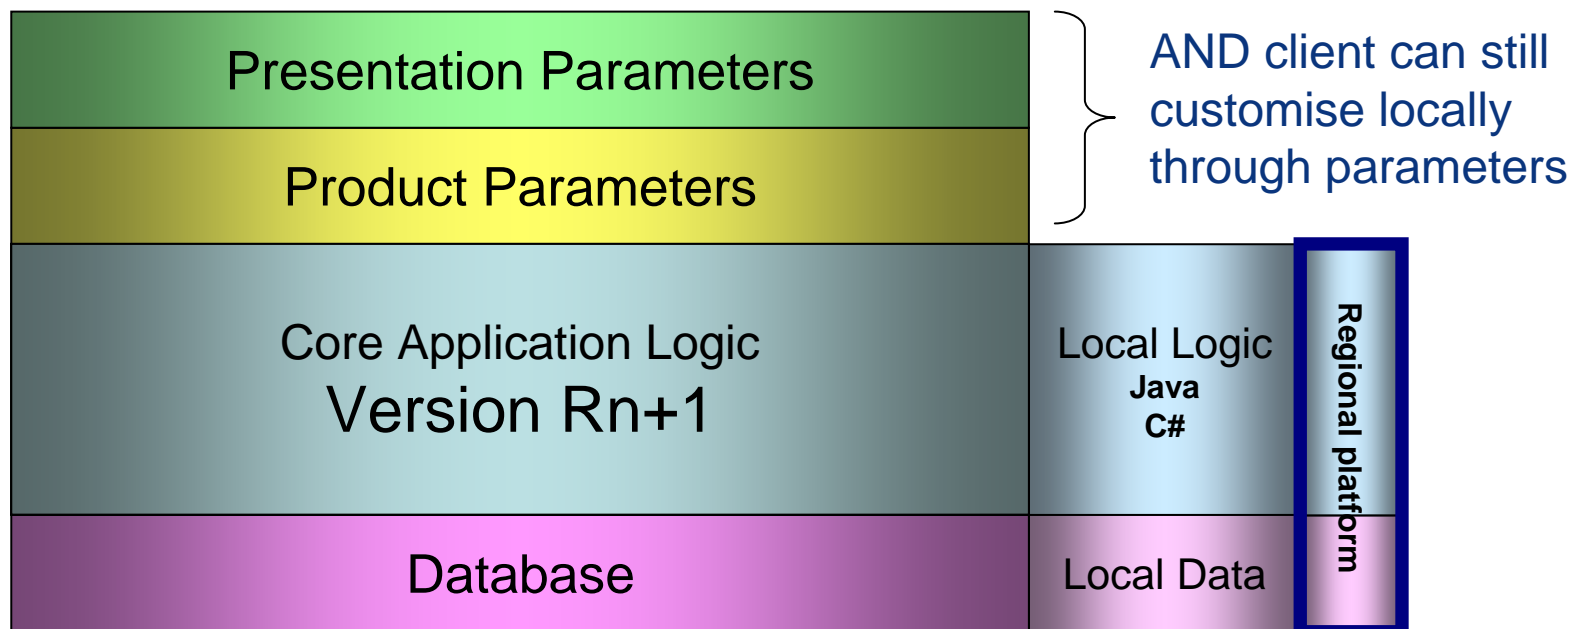 Presentation Parameters
AND client can still
customise locally
through parameters
Product Parameters
Core Application Logic
Version Rn+1
Local Logic
Java
C#
Regional platform
Database
Local Data